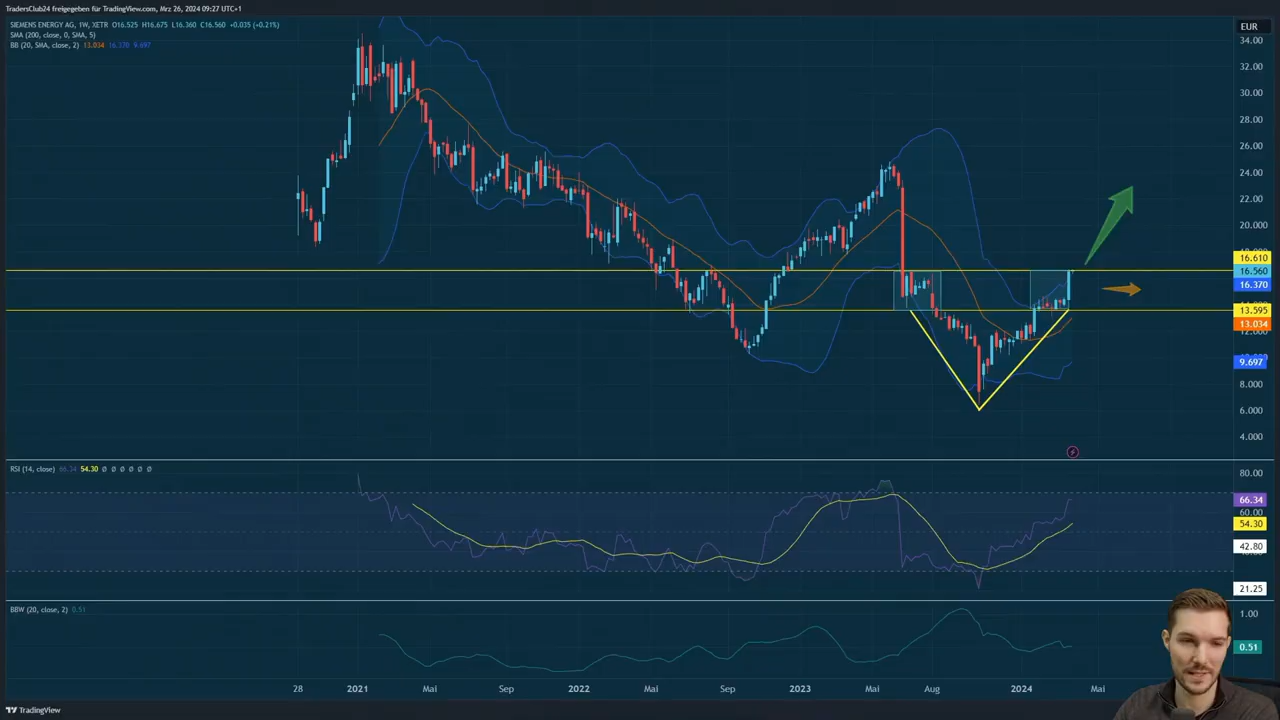 TradersClub24 freigegeben für TradingView.com, Mrz 26, 2024 09:27 UTC+1
SIEMENS ENERGY AG, 1W, XETR O16.525 H16.675 L16.360 C16.560 +0.035 (+0.21%)
SMA (200, close, 0, SMA, 5)
BB (20, SMA, close, 2) 13.034 16.370 9.697
EUR
34.00
32.00
30.00
28.00
26.00
24.00
22.00
20.000
16.610
16.560
16.370
13.595
13.034
12.000
9.697
8.000
6.000
4.000
RSI (14, close) 66.34 54.30 Ø Ø Ø Ø Ø Ø
80.00
66.34
60.00
54.30
42.80
21.25
BBW (20, close, 2) 0.51
1.00
0.51
28 2021 Mai Sep 2022 Mai Sep 2023 Mai Aug 2024 Mai
TradingView